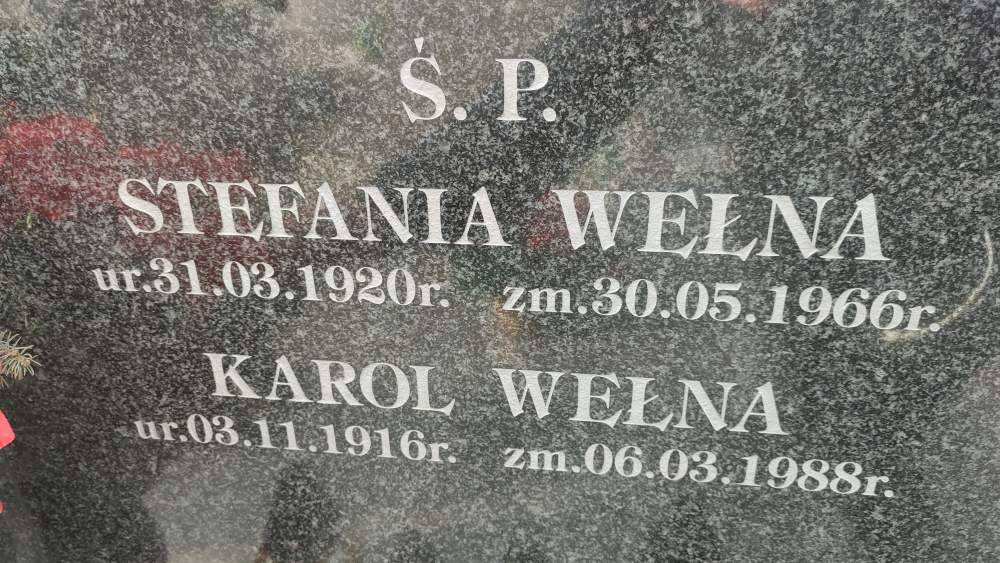 Ś. P.
STEFANIA WEŁNA
ur.31.03.1920r. zm.30.05.1966r.
KAROL WEŁNA
ur.03.11.1916r. zm.06.03.1988r.